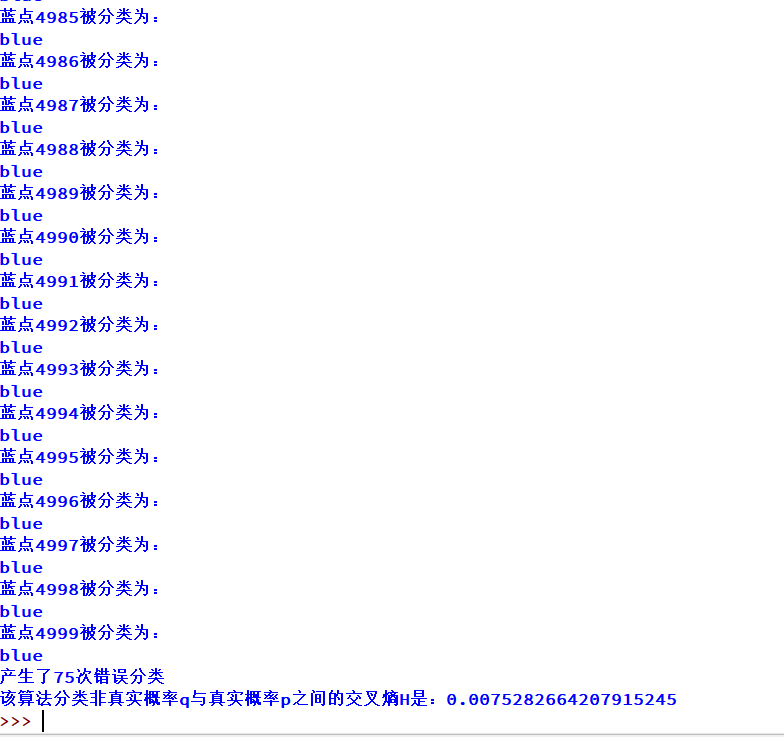 blue
蓝点4985被分类为:
blue
蓝点4986被分类为:
blue
蓝点4987被分类为:
blue
蓝点4988被分类为:
blue
蓝点4989被分类为:
blue
蓝点4990被分类为:
blue
蓝点4991被分类为:
blue
蓝点4992被分类为:
blue
蓝点4993被分类为:
blue
蓝点4994被分类为:
blue
蓝点4995被分类为:
blue
蓝点4996被分类为:
blue
蓝点4997被分类为:
blue
蓝点4998被分类为:
blue
蓝点4999被分类为:
blue
产生了75次错误分类
该算法分类非真实概率q与真实概率p之间的交叉熵H是: 0.0075282664207915245
>>>